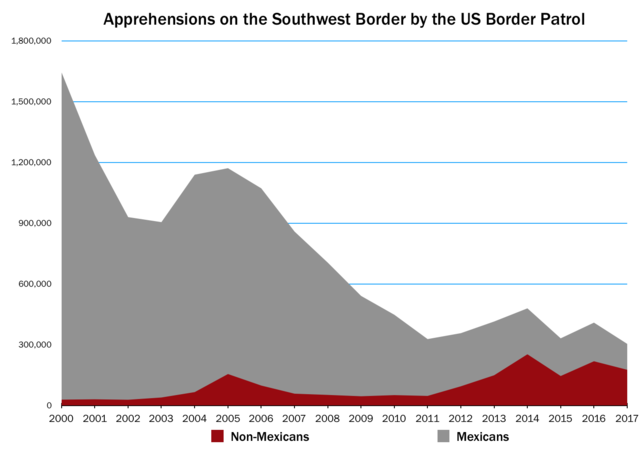 Apprehensions on the Southwest Border by the US Border Patrol
1,800,000
1,500,000
1,200,000
900,000
600,000
300,000
0
2000 2001 2002 2003 2004 2005 2006 2007 2008 2009 2010 2011 2012 2013 2014 2015 2016 2017
Non-Mexicans Mexicans